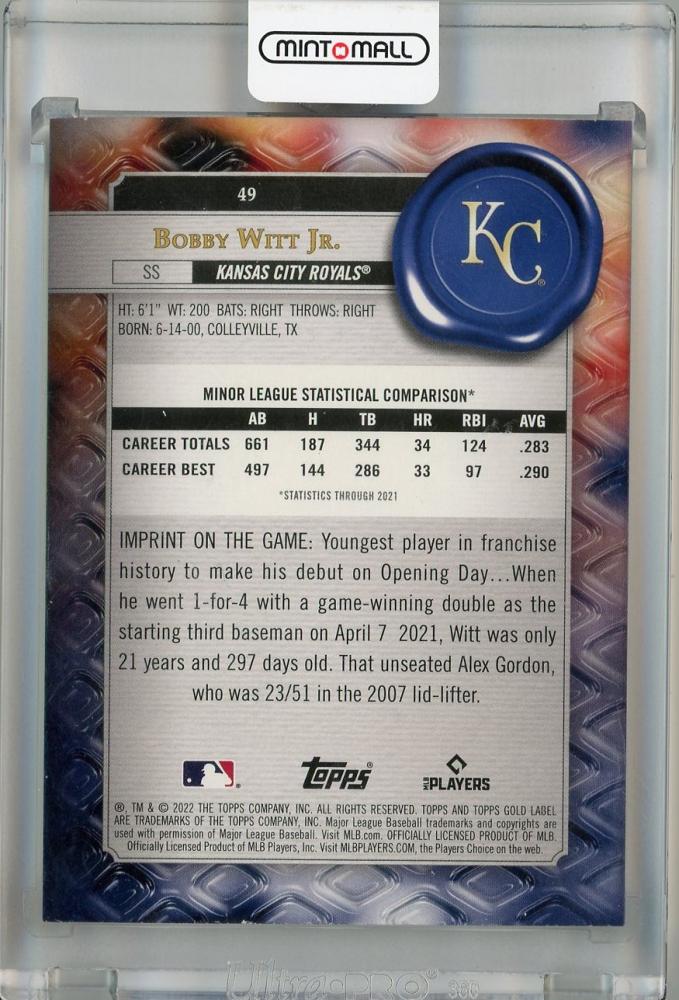 MINT MALL
49
KC
BOBBY WITT JR.
SS KANSAS CITY ROYALS®
HT: 6'1" WT: 200 BATS: RIGHT THROWS: RIGHT
BORN: 6-14-00, COLLEYVILLE, TX
MINOR LEAGUE STATISTICAL COMPARISON*
AB H TB HR RBI AVG
CAREER TOTALS 661 187 344 34 124 .283
CAREER BEST 497 144 286 33 97 .290
*STATISTICS THROUGH 2021
IMPRINT ON THE GAME: Youngest player in franchise
history to make his debut on Opening Day...When
he went 1-for-4 with a game-winning double as the
starting third baseman on April 7 2021, Witt was only
21 years and 297 days old. That unseated Alex Gordon,
who was 23/51 in the 2007 lid-lifter.
Topps® MLB PLAYERS
®, TM & © 2022 THE TOPPS COMPANY, INC. ALL RIGHTS RESERVED. TOPPS AND TOPPS GOLD LABEL
ARE TRADEMARKS OF THE TOPPS COMPANY, INC. Major League Baseball trademarks and copyrights are
used with permission of Major League Baseball. Visit MLB.com. OFFICIALLY LICENSED PRODUCT OF MLB.
Officially Licensed Product of MLB Players, Inc. Visit MLBPLAYERS.COM, the Players Choice on the web.
Ultra·PRO® 360